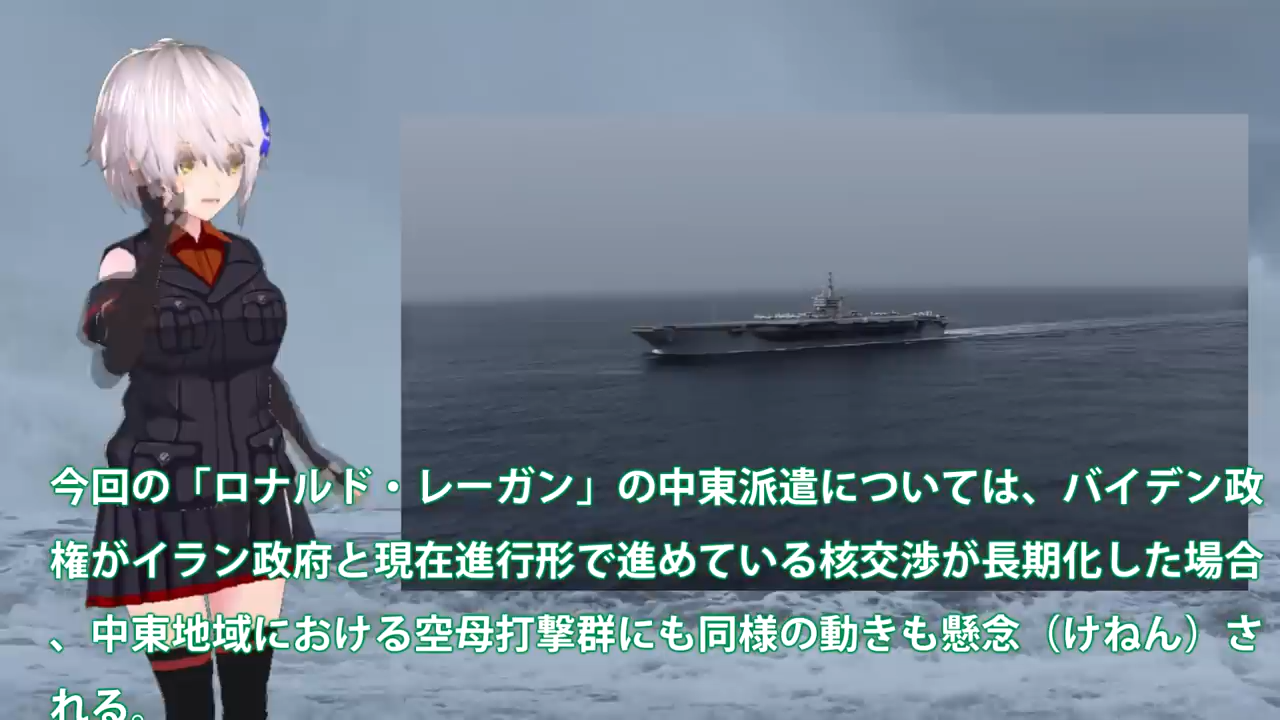 今回の「ロナルド・レーガン」の中東派遣については、バイデン政
権がイラン政府と現在進行形で進めている核交渉が長期化した場合
、中東地域における空母打撃群にも同様の動きも懸念（けねん）さ
れる。